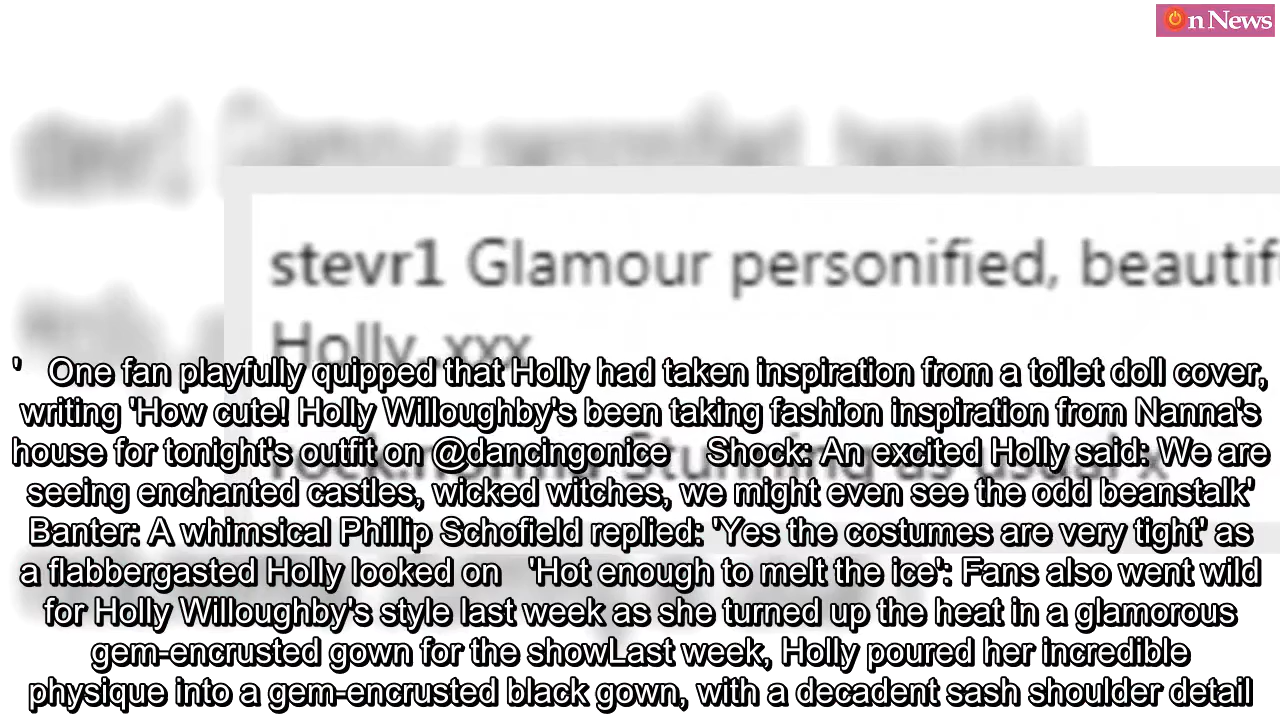 On News
stevr1 Glamour personified, beautif
Holly..xxx
' One fan playfully quipped that Holly had taken inspiration from a toilet doll cover,
writing 'How cute! Holly Willoughby's been taking fashion inspiration from Nanna's
house for tonight's outfit on @dancingonice Shock: An excited Holly said: We are
seeing enchanted castles, wicked witches, we might even see the odd beanstalk'
Banter: A whimsical Phillip Schofield replied: 'Yes the costumes are very tight' as
a flabbergasted Holly looked on 'Hot enough to melt the ice': Fans also went wild
for Holly Willoughby's style last week as she turned up the heat in a glamorous
gem-encrusted gown for the showLast week, Holly poured her incredible
physique into a gem-encrusted black gown, with a decadent sash shoulder detail